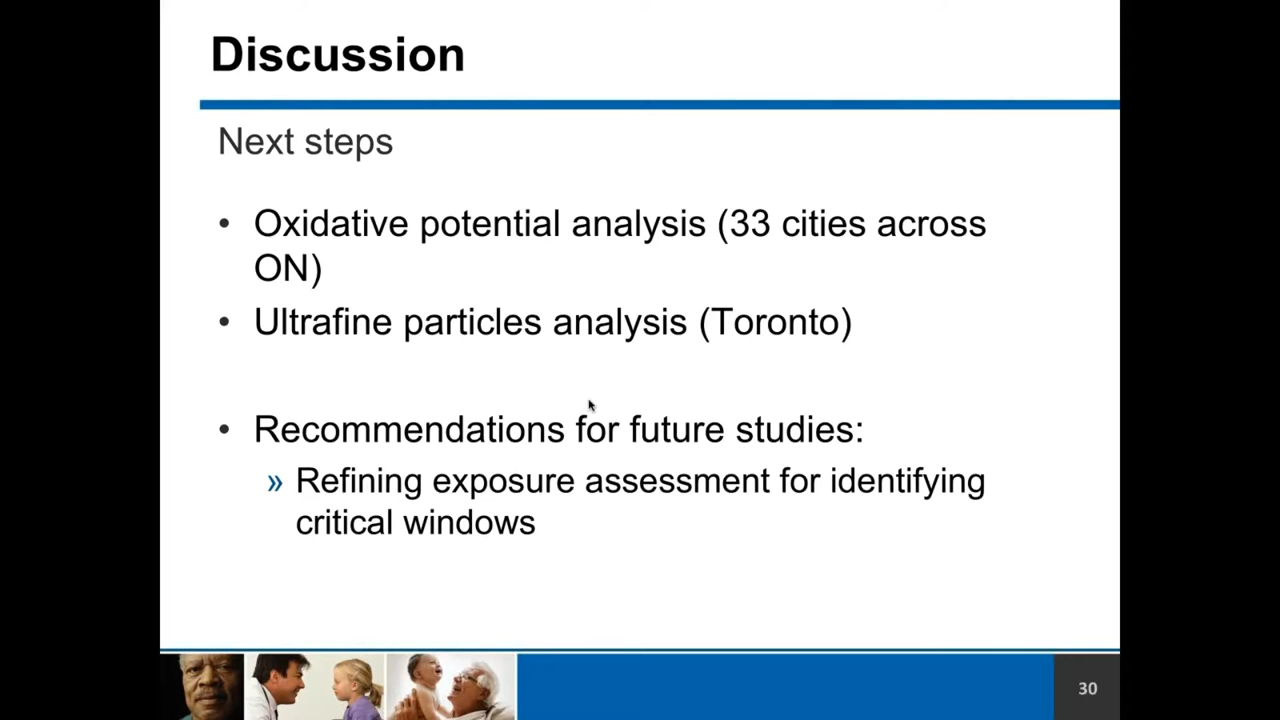 Discussion
Next steps
• Oxidative potential analysis (33 cities across
ON)
• Ultrafine particles analysis (Toronto)
• Recommendations for future studies:
» Refining exposure assessment for identifying
critical windows
30